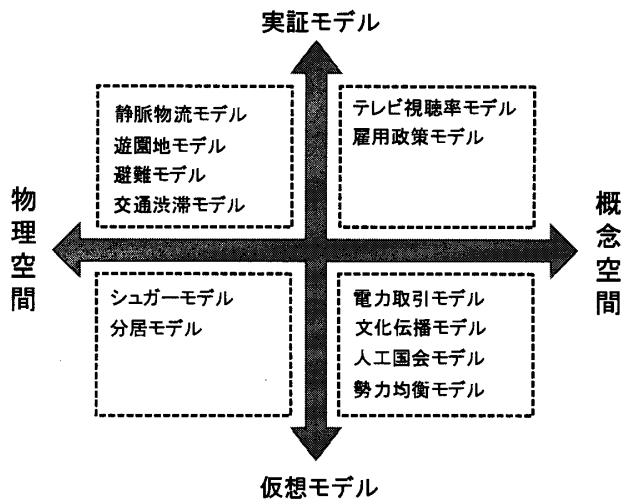 実証モデル
静脈物流モデル
遊園地モデル
避難モデル
交通渋滞モデル
テレビ視聴率モデル
雇用政策モデル
物理空間
概念空間
シュガーモデル
分居モデル
電力取引モデル
文化伝播モデル
人工国会モデル
勢力均衡モデル
仮想モデル